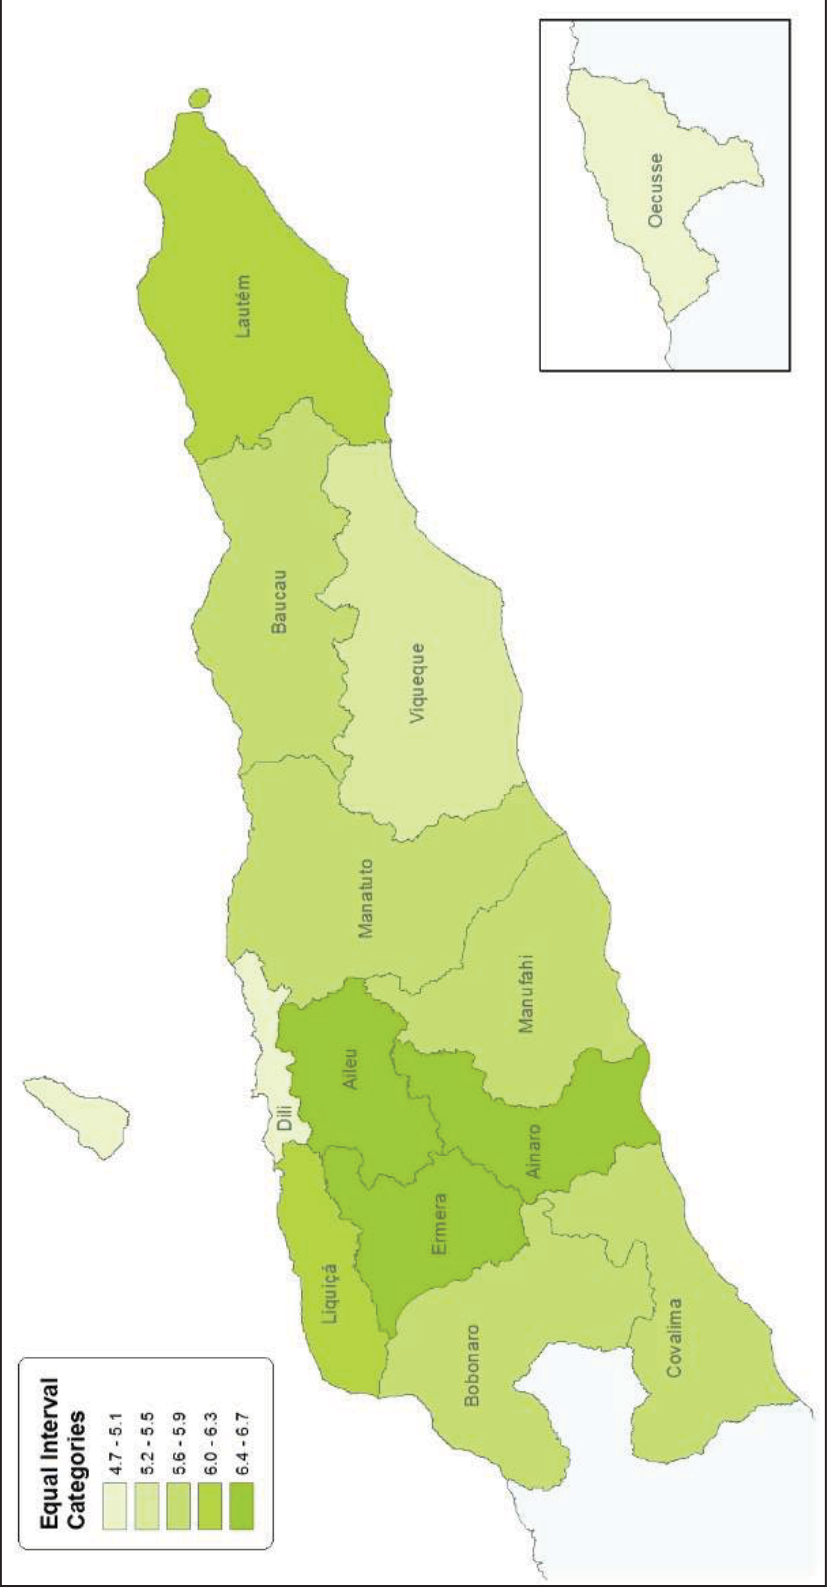 Equal Interval
Categories
4.7 - 5.1
5.2 - 5.5
5.6 - 5.9
6.0 - 6.3
6.4 - 6.7
Lautém
Baucau
Viqueque
Manatuto
Manufahi
Aileu
Dili
Ainaro
Ermera
Liquiçá
Bobonaro
Covalima
Oecusse